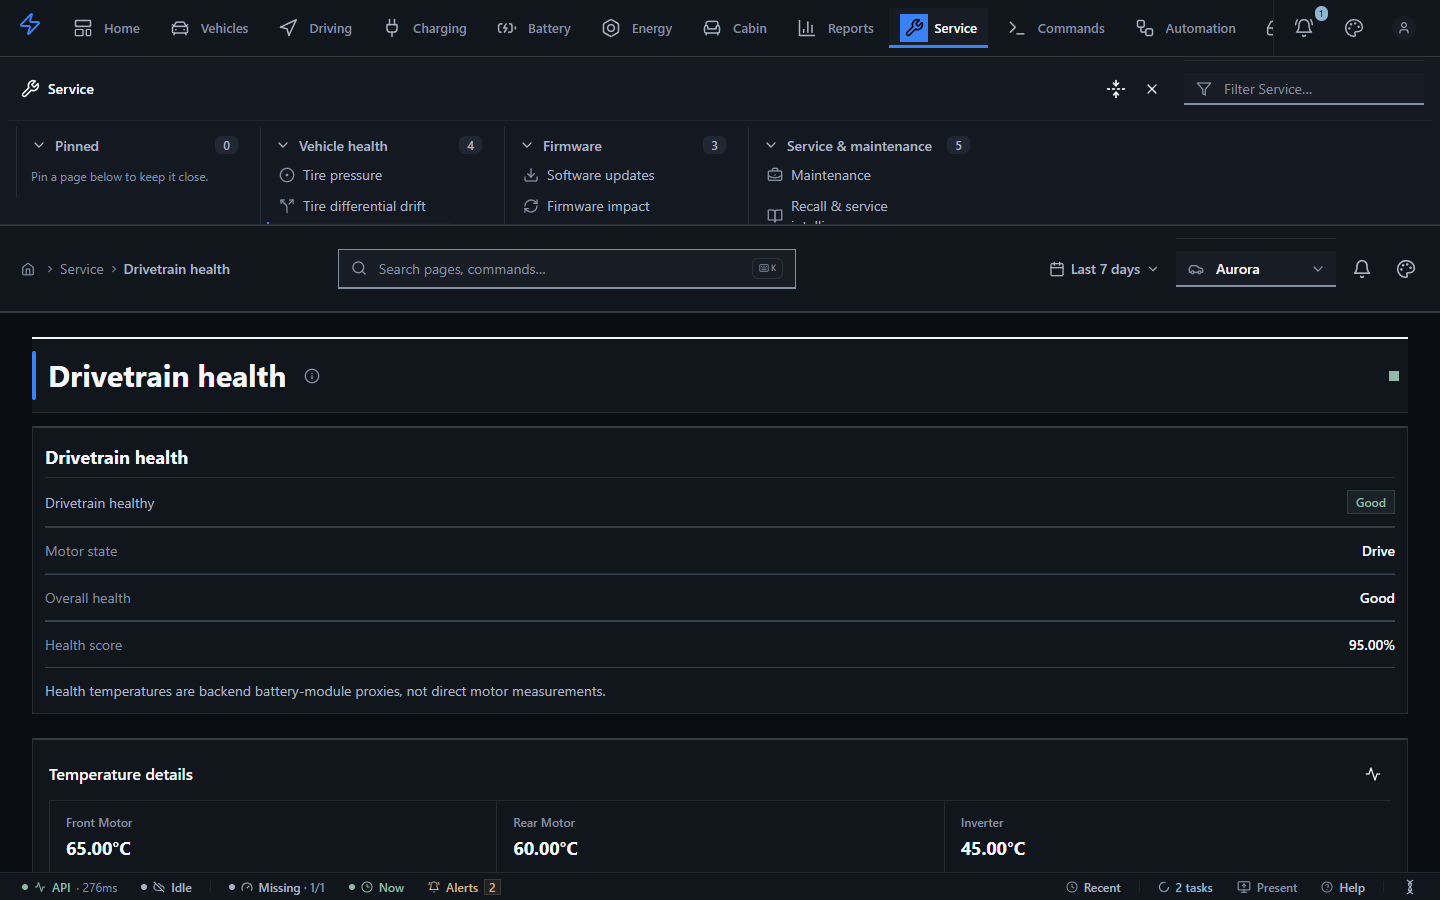 Home
Vehicles
Driving
Charging
Battery
Energy
Cabin
Reports
Service
Commands
Automation
1
Service
Filter Service...
Pinned 0
Pin a page below to keep it close.
Vehicle health 4
Tire pressure
Tire differential drift
Firmware 3
Software updates
Firmware impact
Service & maintenance 5
Maintenance
Recall & service
Service
Drivetrain health
Search pages, commands...
K
Last 7 days
Aurora
Drivetrain health
Drivetrain health
Drivetrain healthy
Good
Motor state
Drive
Overall health
Good
Health score
95.00%
Health temperatures are backend battery-module proxies, not direct motor measurements.
Temperature details
Front Motor
65.00°C
Rear Motor
60.00°C
Inverter
45.00°C
API · 276ms
Idle
Missing · 1/1
Now
Alerts 2
Recent
2 tasks
Present
Help